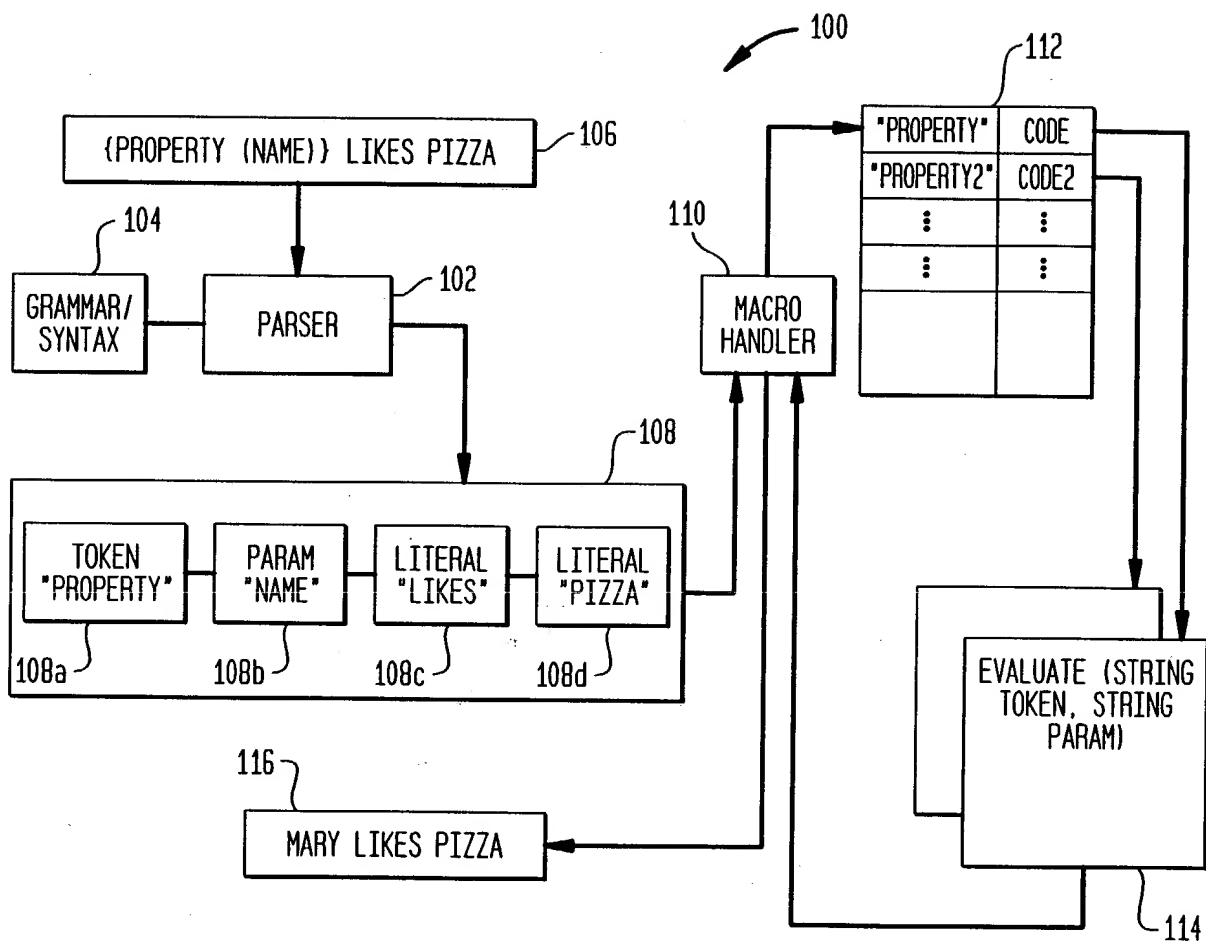 100
112
{PROPERTY (NAME)} LIKES PIZZA
106
"PROPERTY" CODE
"PROPERTY2" CODE2
104
110
102
GRAMMAR/
SYNTAX
PARSER
MACRO
HANDLER
108
TOKEN
"PROPERTY"
PARAM
"NAME"
LITERAL
"LIKES"
LITERAL
"PIZZA"
108a
108b
108c
108d
EVALUATE (STRING
TOKEN, STRING
PARAM)
116
MARY LIKES PIZZA
114